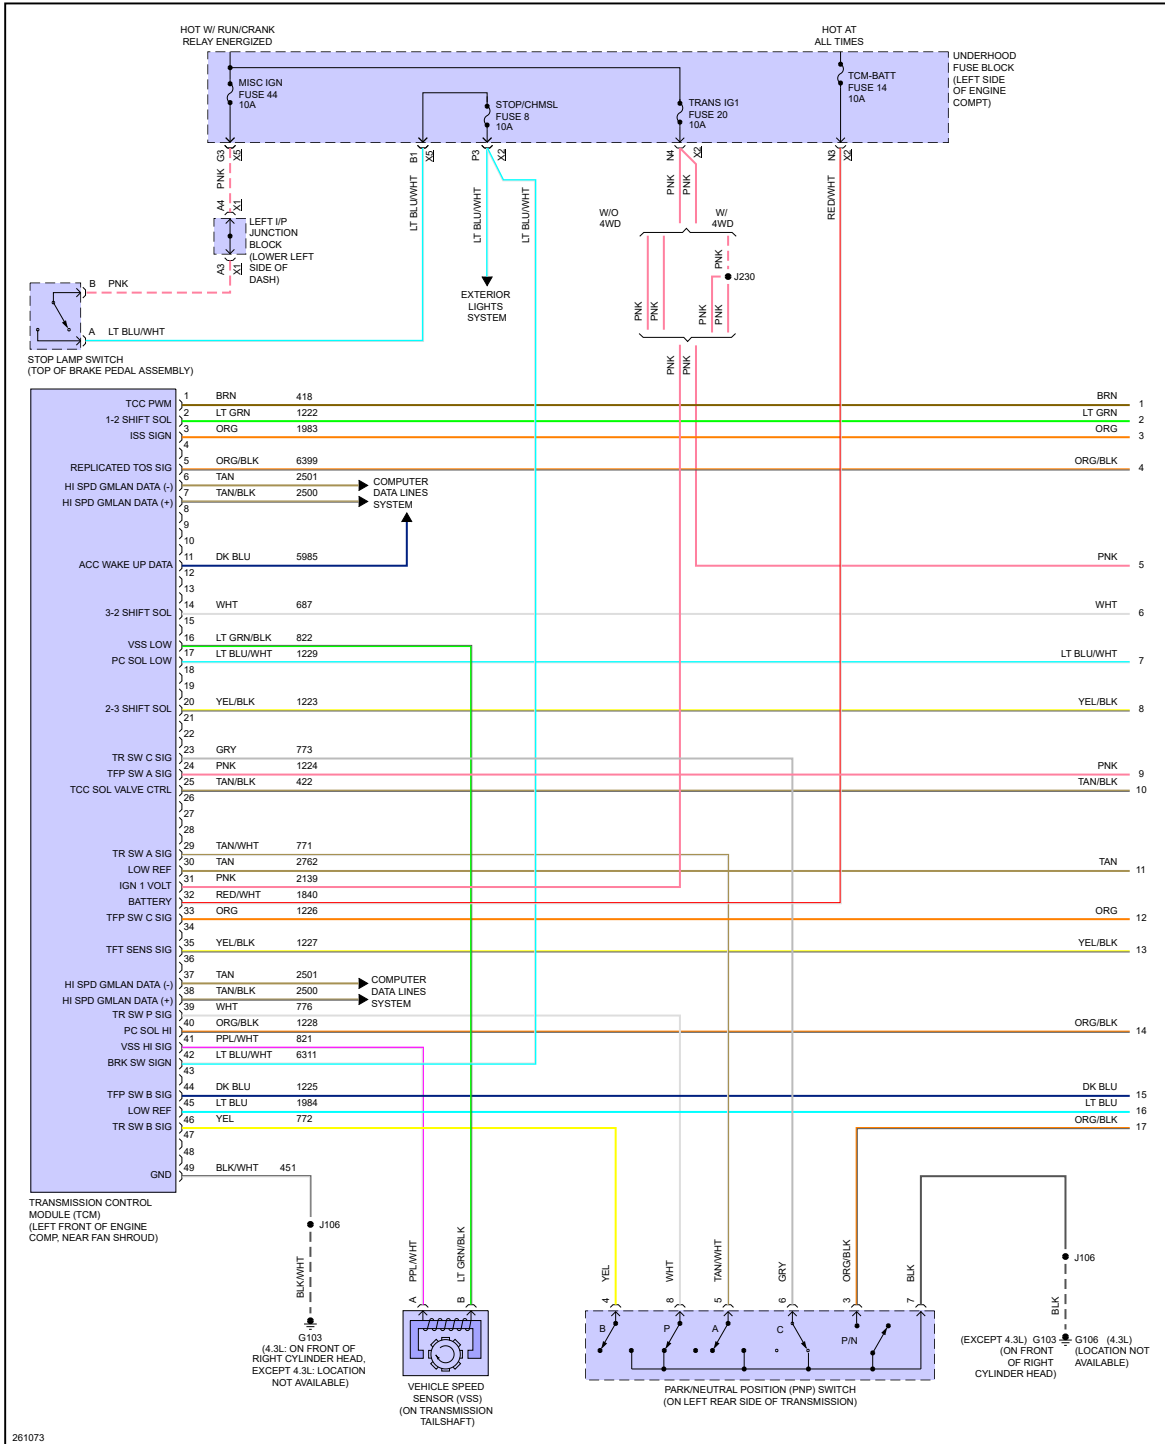 HOT W/ RUN/CRANK
RELAY ENERGIZED
HOT AT
ALL TIMES
UNDERHOOD
FUSE BLOCK
(LEFT SIDE
OF ENGINE
COMPT)
MISC IGN
FUSE 44
10A
STOP/CHMSL
FUSE 8
10A
TRANS IG1
FUSE 20
10A
TCM-BATT
FUSE 14
10A
G3
X5
B1
X5
P3
X2
N4
X2
N3
X2
PNK
LT BLU/WHT
LT BLU/WHT
LT BLU/WHT
PNK
PNK
RED/WHT
A4
X1
LEFT I/P
JUNCTION
BLOCK
(LOWER LEFT
SIDE OF
DASH)
A3
X1
W/O
4WD
W/
4WD
PNK
J230
PNK
PNK
PNK
PNK
EXTERIOR
LIGHTS
SYSTEM
B PNK
A LT BLU/WHT
STOP LAMP SWITCH
(TOP OF BRAKE PEDAL ASSEMBLY)
PNK
PNK
TCC PWM 1 BRN 418 BRN 1
1-2 SHIFT SOL 2 LT GRN 1222 LT GRN 2
ISS SIGN 3 ORG 1983 ORG 3
4
REPLICATED TOS SIG 5 ORG/BLK 6399 ORG/BLK 4
HI SPD GMLAN DATA (-) 6 TAN 2501
HI SPD GMLAN DATA (+) 7 TAN/BLK 2500
COMPUTER
DATA LINES
SYSTEM
8
9
10
ACC WAKE UP DATA 11 DK BLU 5985 PNK 5
12
13
3-2 SHIFT SOL 14 WHT 687 WHT 6
15
VSS LOW 16 LT GRN/BLK 822
PC SOL LOW 17 LT BLU/WHT 1229 LT BLU/WHT 7
18
19
2-3 SHIFT SOL 20 YEL/BLK 1223 YEL/BLK 8
21
22
TR SW C SIG 23 GRY 773
TFP SW A SIG 24 PNK 1224 PNK 9
TCC SOL VALVE CTRL 25 TAN/BLK 422 TAN/BLK 10
26
27
28
TR SW A SIG 29 TAN/WHT 771
LOW REF 30 TAN 2762 TAN 11
IGN 1 VOLT 31 PNK 2139
BATTERY 32 RED/WHT 1840
TFP SW C SIG 33 ORG 1226 ORG 12
34
TFT SENS SIG 35 YEL/BLK 1227 YEL/BLK 13
36
HI SPD GMLAN DATA (-) 37 TAN 2501
HI SPD GMLAN DATA (+) 38 TAN/BLK 2500
COMPUTER
DATA LINES
SYSTEM
TR SW P SIG 39 WHT 776
PC SOL HI 40 ORG/BLK 1228 ORG/BLK 14
VSS HI SIG 41 PPL/WHT 821
BRK SW SIGN 42 LT BLU/WHT 6311
43
TFP SW B SIG 44 DK BLU 1225 DK BLU 15
LOW REF 45 LT BLU 1984 LT BLU 16
TR SW B SIG 46 YEL 772 ORG/BLK 17
47
48
GND 49 BLK/WHT 451
TRANSMISSION CONTROL
MODULE (TCM)
(LEFT FRONT OF ENGINE
COMP, NEAR FAN SHROUD)
J106
BLK/WHT
G103
(4.3L: ON FRONT OF
RIGHT CYLINDER HEAD,
EXCEPT 4.3L: LOCATION
NOT AVAILABLE)
PPL/WHT
LT GRN/BLK
A
B
VEHICLE SPEED
SENSOR (VSS)
(ON TRANSMISSION
TAILSHAFT)
YEL
WHT
TAN/WHT
GRY
ORG/BLK
BLK
4
8
5
6
3
7
B
P
A
C
P/N
PARK/NEUTRAL POSITION (PNP) SWITCH
(ON LEFT REAR SIDE OF TRANSMISSION)
J106
BLK
(EXCEPT 4.3L) G103
(ON FRONT
OF RIGHT
CYLINDER HEAD)
G106 (4.3L)
(LOCATION NOT
AVAILABLE)
261073